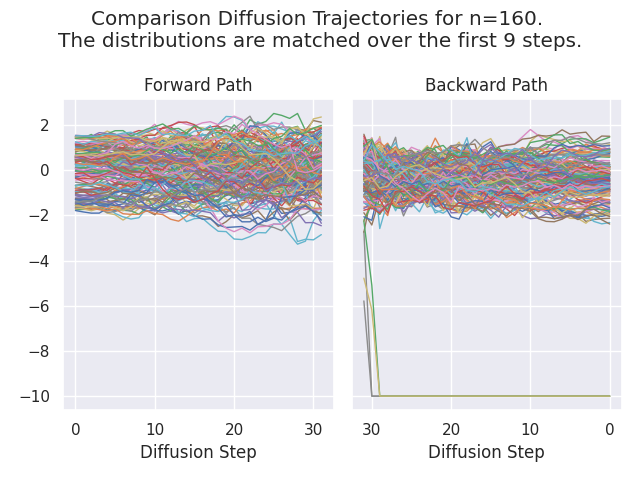 Comparison Diffusion Trajectories for n=160.
The distributions are matched over the first 9 steps.
Forward Path
Backward Path
2
0
−2
−4
−6
−8
−10
0 10 20 30
30 20 10 0
Diffusion Step
Diffusion Step